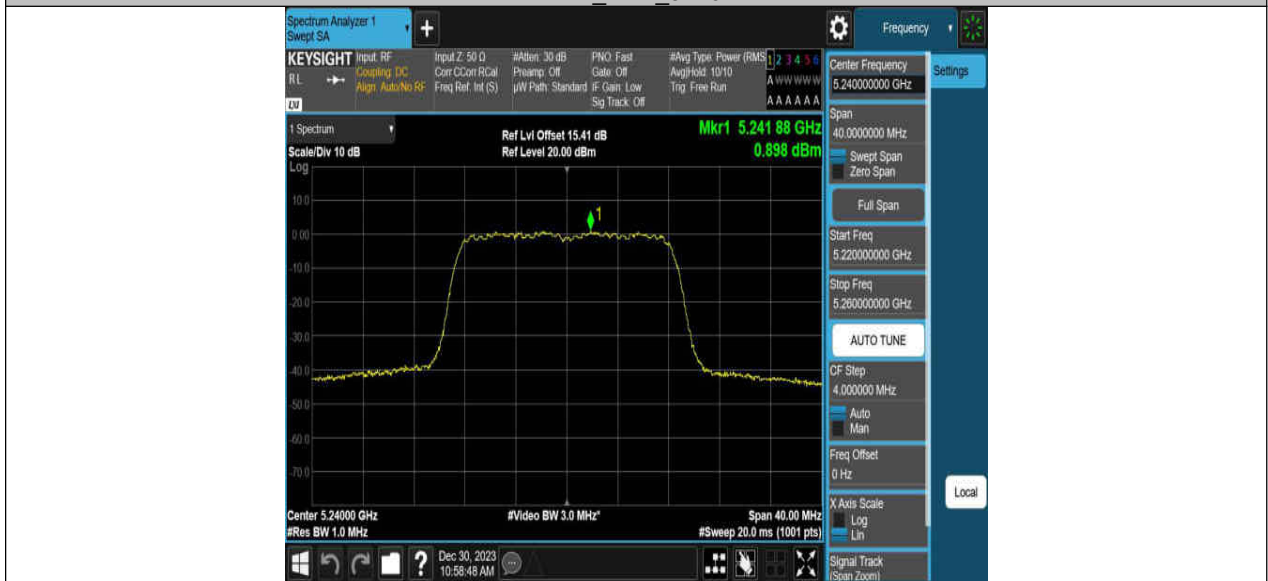 Spectrum Analyzer 1
Swept SA
+
Frequency
KEYSIGHT
RL
LXI
Input: RF
Coupling: DC
Align: Auto/No RF
Input Z: 50 Ω
Corr CCorr RCal
Freq Ref: Int (S)
#Atten: 30 dB
Preamp: Off
µW Path: Standard
PNO: Fast
Gate: Off
IF Gain: Low
Sig Track: Off
#Avg Type: Power (RMS
Avg|Hold: 10/10
Trig: Free Run
1 2 3 4 5 6
A W W W W W
A A A A A A
1 Spectrum
Scale/Div 10 dB
Log
Ref Lvl Offset 15.41 dB
Ref Level 20.00 dBm
Mkr1 5.241 88 GHz
0.898 dBm
1
10.0
0.00
-10.0
-20.0
-30.0
-40.0
-50.0
-60.0
-70.0
Center 5.24000 GHz
#Res BW 1.0 MHz
#Video BW 3.0 MHz*
Span 40.00 MHz
#Sweep 20.0 ms (1001 pts)
?
Dec 30, 2023
10:58:48 AM
Center Frequency
5.240000000 GHz
Span
40.0000000 MHz
Swept Span
Zero Span
Full Span
Start Freq
5.220000000 GHz
Stop Freq
5.260000000 GHz
AUTO TUNE
CF Step
4.000000 MHz
Auto
Man
Freq Offset
0 Hz
X Axis Scale
Log
Lin
Signal Track
(Span Zoom)
Settings
Local